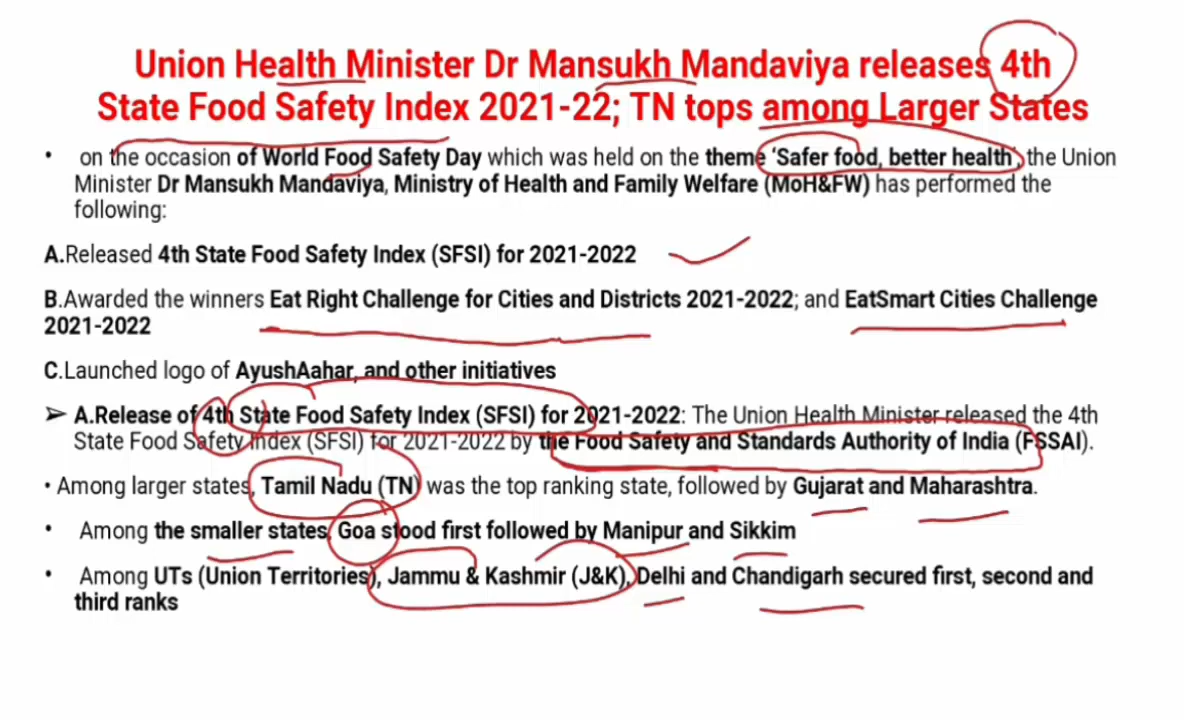 Union Health Minister Dr Mansukh Mandaviya releases 4th
State Food Safety Index 2021-22; TN tops among Larger States
• on the occasion of World Food Safety Day which was held on the theme ‘Safer food, better health’, the Union
Minister Dr Mansukh Mandaviya, Ministry of Health and Family Welfare (MoH&FW) has performed the
following:
A.Released 4th State Food Safety Index (SFSI) for 2021-2022
B.Awarded the winners Eat Right Challenge for Cities and Districts 2021-2022; and EatSmart Cities Challenge
2021-2022
C.Launched logo of AyushAahar, and other initiatives
➢ A.Release of 4th State Food Safety Index (SFSI) for 2021-2022: The Union Health Minister released the 4th
State Food Safety Index (SFSI) for 2021-2022 by the Food Safety and Standards Authority of India (FSSAI).
• Among larger states, Tamil Nadu (TN) was the top ranking state, followed by Gujarat and Maharashtra.
• Among the smaller states, Goa stood first followed by Manipur and Sikkim
• Among UTs (Union Territories), Jammu & Kashmir (J&K), Delhi and Chandigarh secured first, second and
third ranks